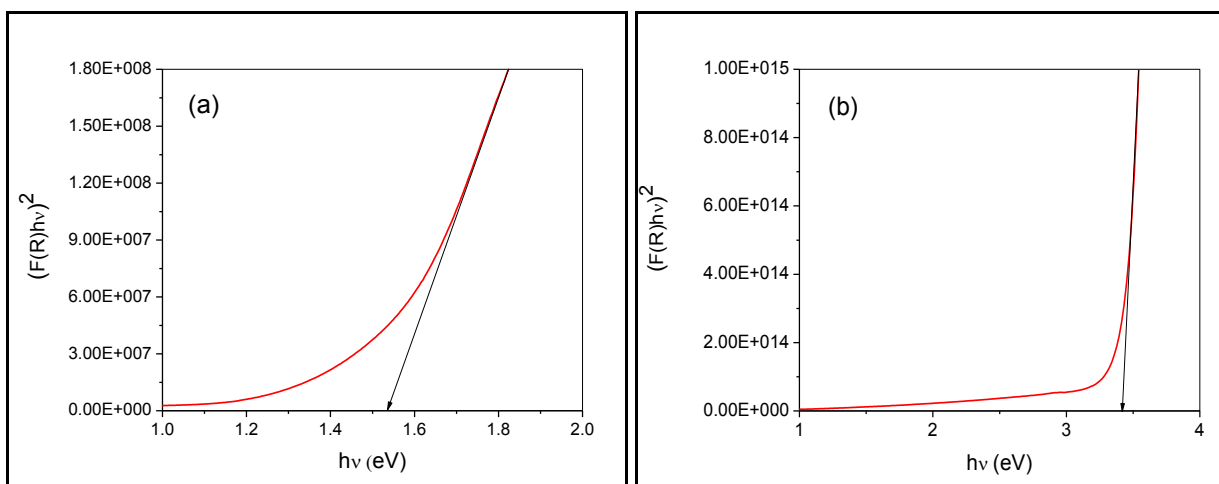 (a)
(F(R)hν)²
1.80E+008
1.50E+008
1.20E+008
9.00E+007
6.00E+007
3.00E+007
0.00E+000
1.0 1.2 1.4 1.6 1.8 2.0
hν (eV)
(b)
(F(R)hν)²
1.00E+015
8.00E+014
6.00E+014
4.00E+014
2.00E+014
0.00E+000
1 2 3 4
hν (eV)